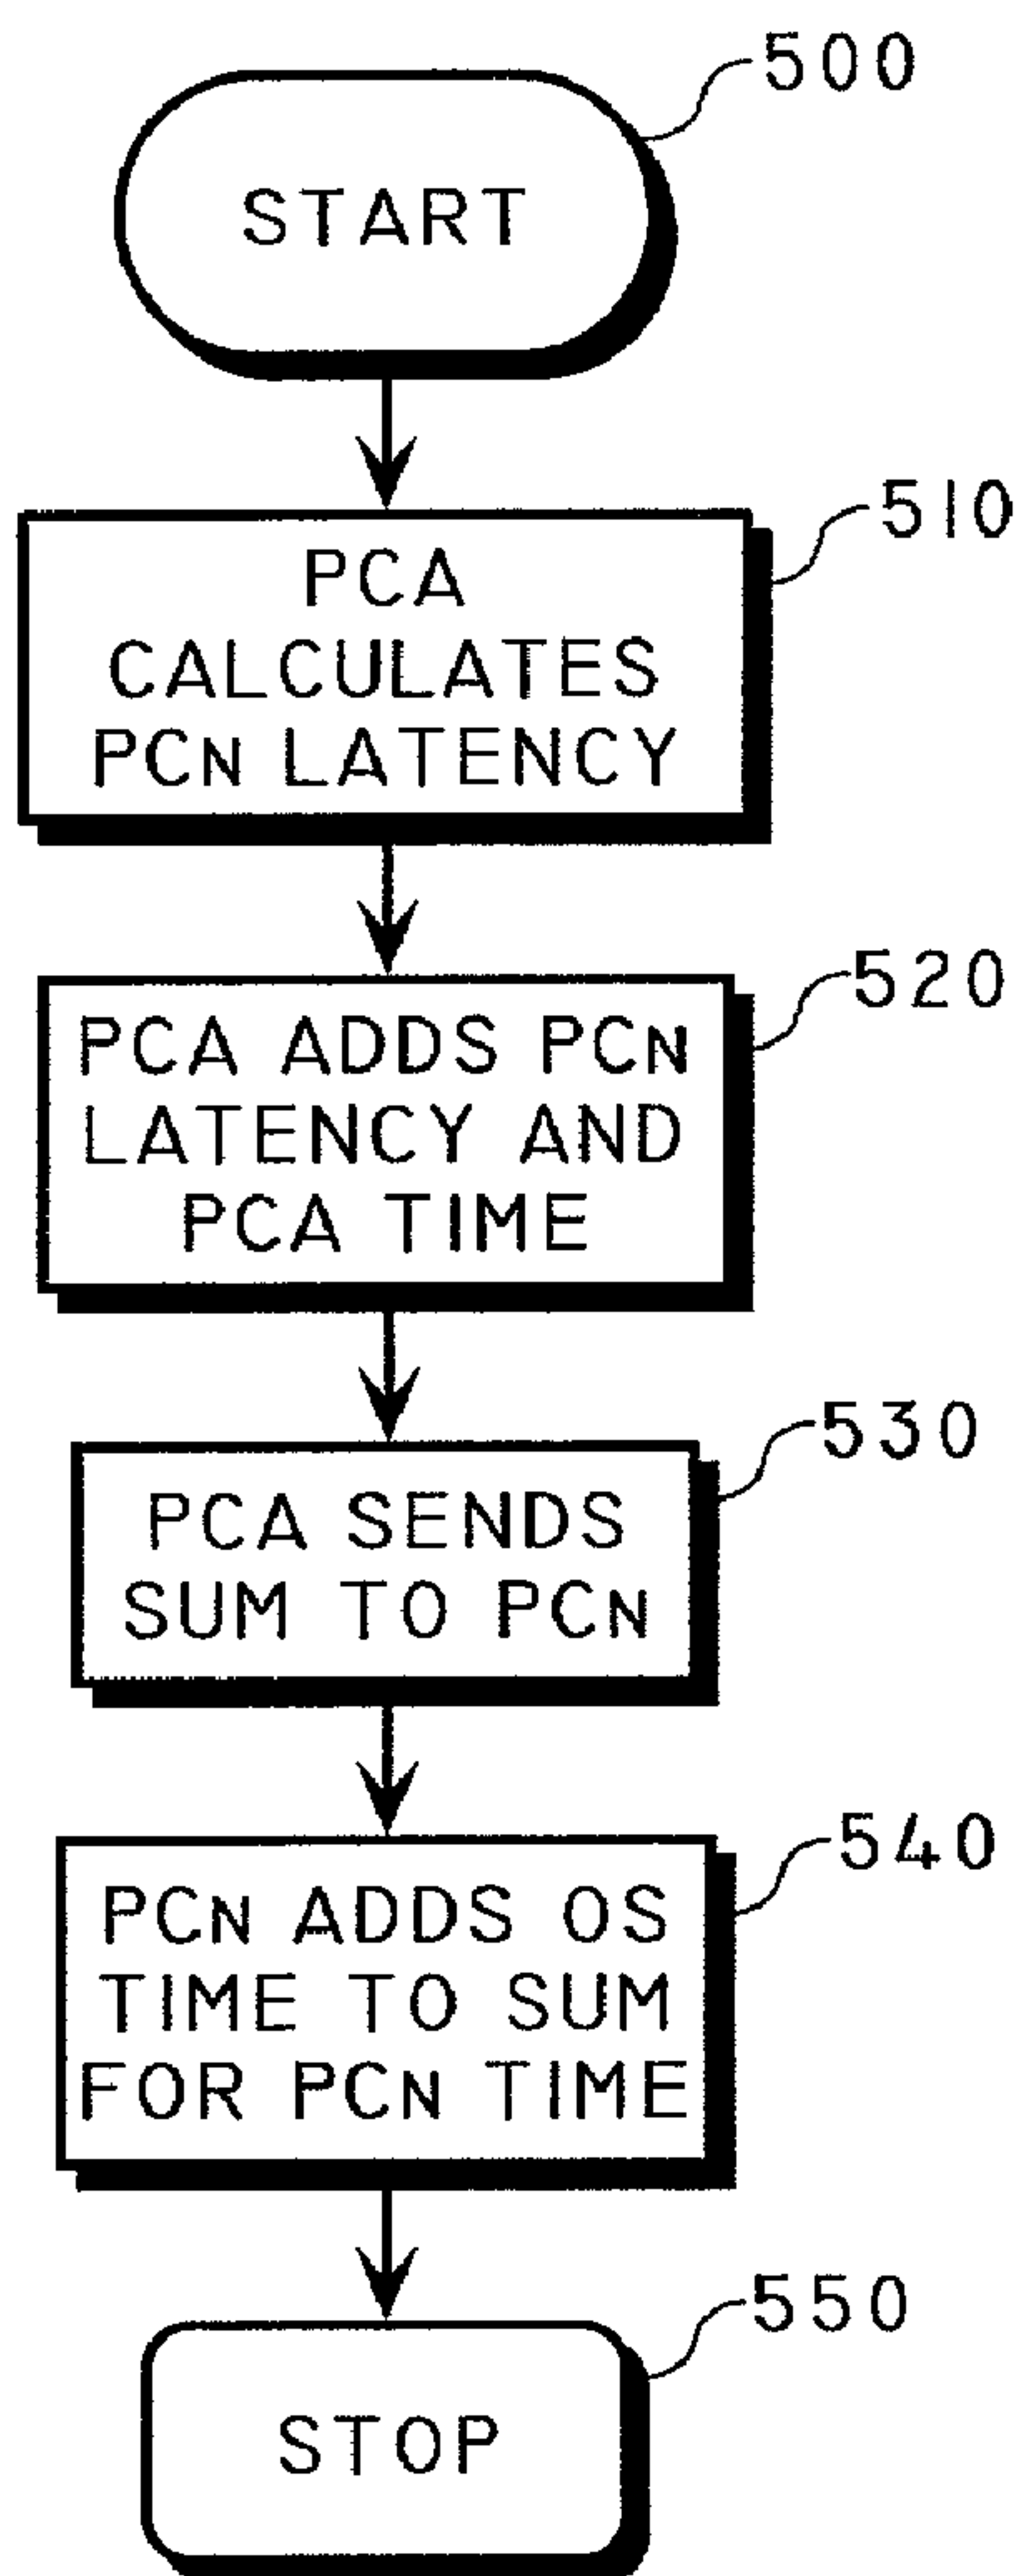 500
START
510
PCA
CALCULATES
PCN LATENCY
520
PCA ADDS PCN
LATENCY AND
PCA TIME
530
PCA SENDS
SUM TO PCN
540
PCN ADDS OS
TIME TO SUM
FOR PCN TIME
550
STOP